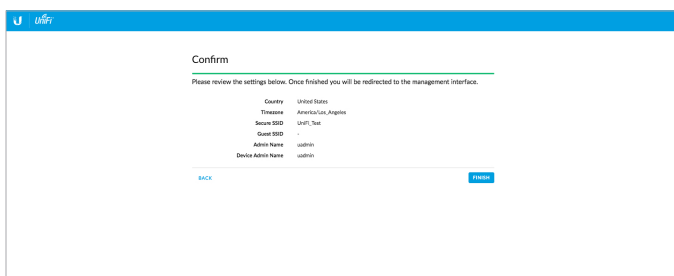 U UniFi
Confirm
Please review the settings below. Once finished you will be redirected to the management interface.
Country United States
Timezone America/Los_Angeles
Secure SSID UniFi_Test
Guest SSID -
Admin Name uadmin
Device Admin Name uadmin
BACK FINISH